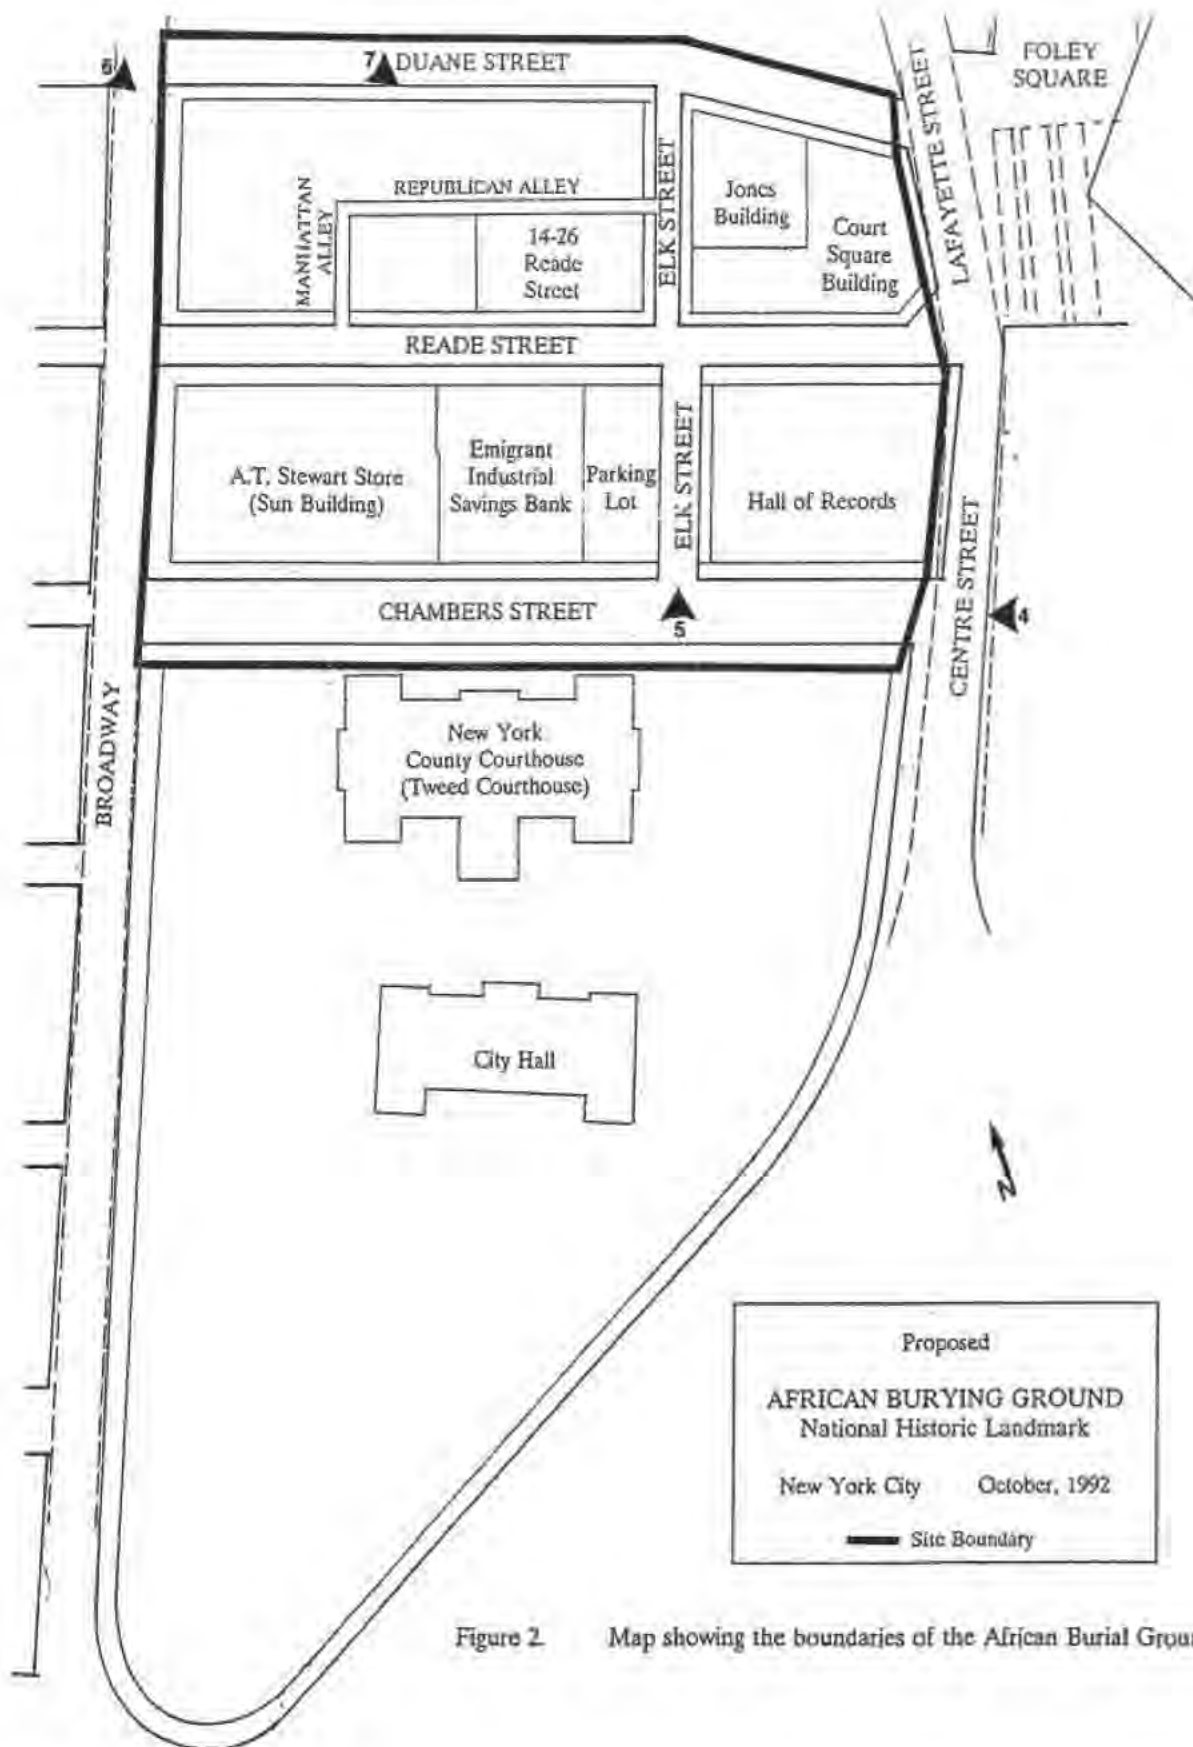 6
7
DUANE STREET
LAFAYETTE STREET
FOLEY
SQUARE
MANHATTAN
ALLEY
REPUBLICAN ALLEY
14-26
Reade
Street
ELK STREET
Jones
Building
Court
Square
Building
READE STREET
A.T. Stewart Store
(Sun Building)
Emigrant
Industrial
Savings Bank
Parking
Lot
ELK STREET
Hall of Records
CHAMBERS STREET
5
CENTRE STREET
4
BROADWAY
New York
County Courthouse
(Tweed Courthouse)
City Hall
N
Proposed
AFRICAN BURYING GROUND
National Historic Landmark
New York City October, 1992
Site Boundary
Figure 2. Map showing the boundaries of the African Burial